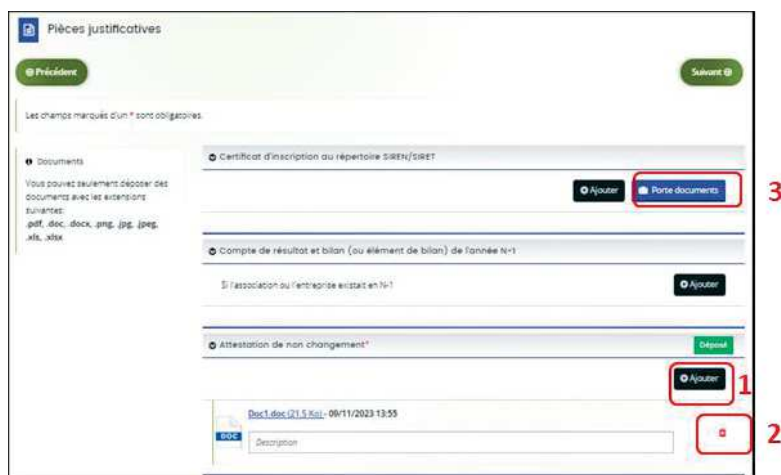 Pièces justificatives
Précédent
Suivant
Les champs marqués d'un * sont obligatoires.
Documents
Vous pouvez seulement déposer des
documents avec les extensions
suivantes:
.pdf, .doc, .docx, .png, .jpg, .jpeg,
.xls, .xlsx
Certificat d'inscription au répertoire SIREN/SIRET
Ajouter
Porte documents
3
Compte de résultat et bilan (ou élément de bilan) de l'année N-1
Si l'association ou l'entreprise existait en N-1
Ajouter
Attestation de non changement*
Déposé
Ajouter
1
Doc1.doc (21.5 Ko) - 09/11/2023 13:55
DOC
Description
2